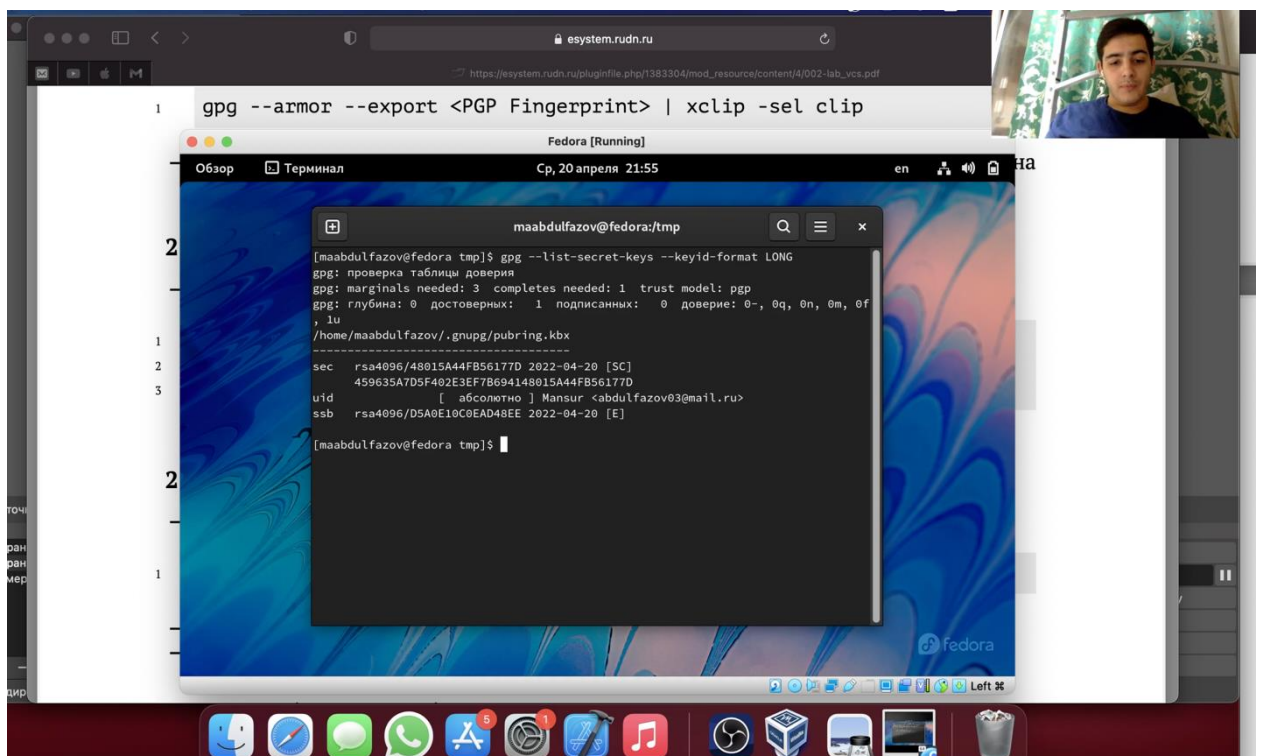 esystem.rudn.ru
https://esystem.rudn.ru/pluginfile.php/1383304/mod_resource/content/4/002-lab_vcs.pdf
1 gpg --armor --export <PGP Fingerprint> | xclip -sel clip
Fedora [Running]
на
Обзор Терминал Ср, 20 апреля 21:55 en
maabdulfazov@fedora:/tmp
2
[maabdulfazov@fedora tmp]$ gpg --list-secret-keys --keyid-format LONG
gpg: проверка таблицы доверия
gpg: marginals needed: 3 completes needed: 1 trust model: pgp
gpg: глубина: 0 достоверных: 1 подписанных: 0 доверие: 0-, 0q, 0n, 0m, 0f
, 1u
/home/maabdulfazov/.gnupg/pubring.kbx
-------------------------------------
sec rsa4096/48015A44FB56177D 2022-04-20 [SC]
459635A7D5F402E3EF7B694148015A44FB56177D
uid [ абсолютно ] Mansur <abdulfazov03@mail.ru>
ssb rsa4096/D5A0E10C0EAD48EE 2022-04-20 [E]
[maabdulfazov@fedora tmp]$
1
2
3
2
1
fedora
Left ⌘
5
1